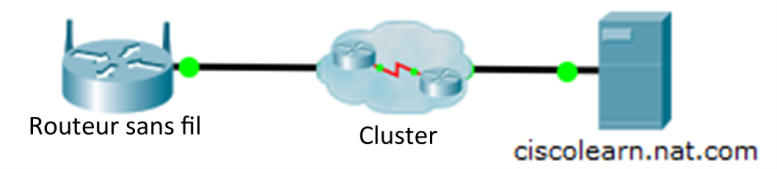 Routeur sans fil
Cluster
ciscolearn.nat.com